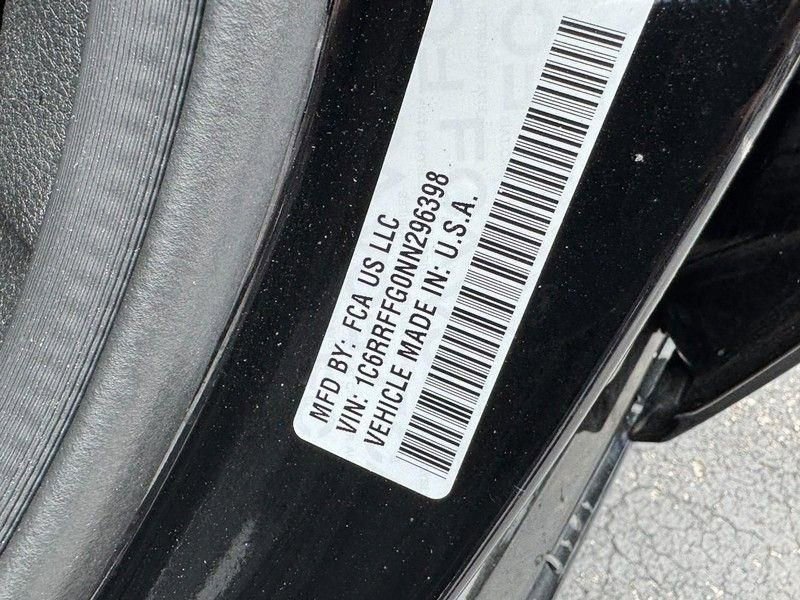 MFD BY: FCA US LLC
VIN: 1C6RRFFG0NN296398
VEHICLE MADE IN: U.S.A.